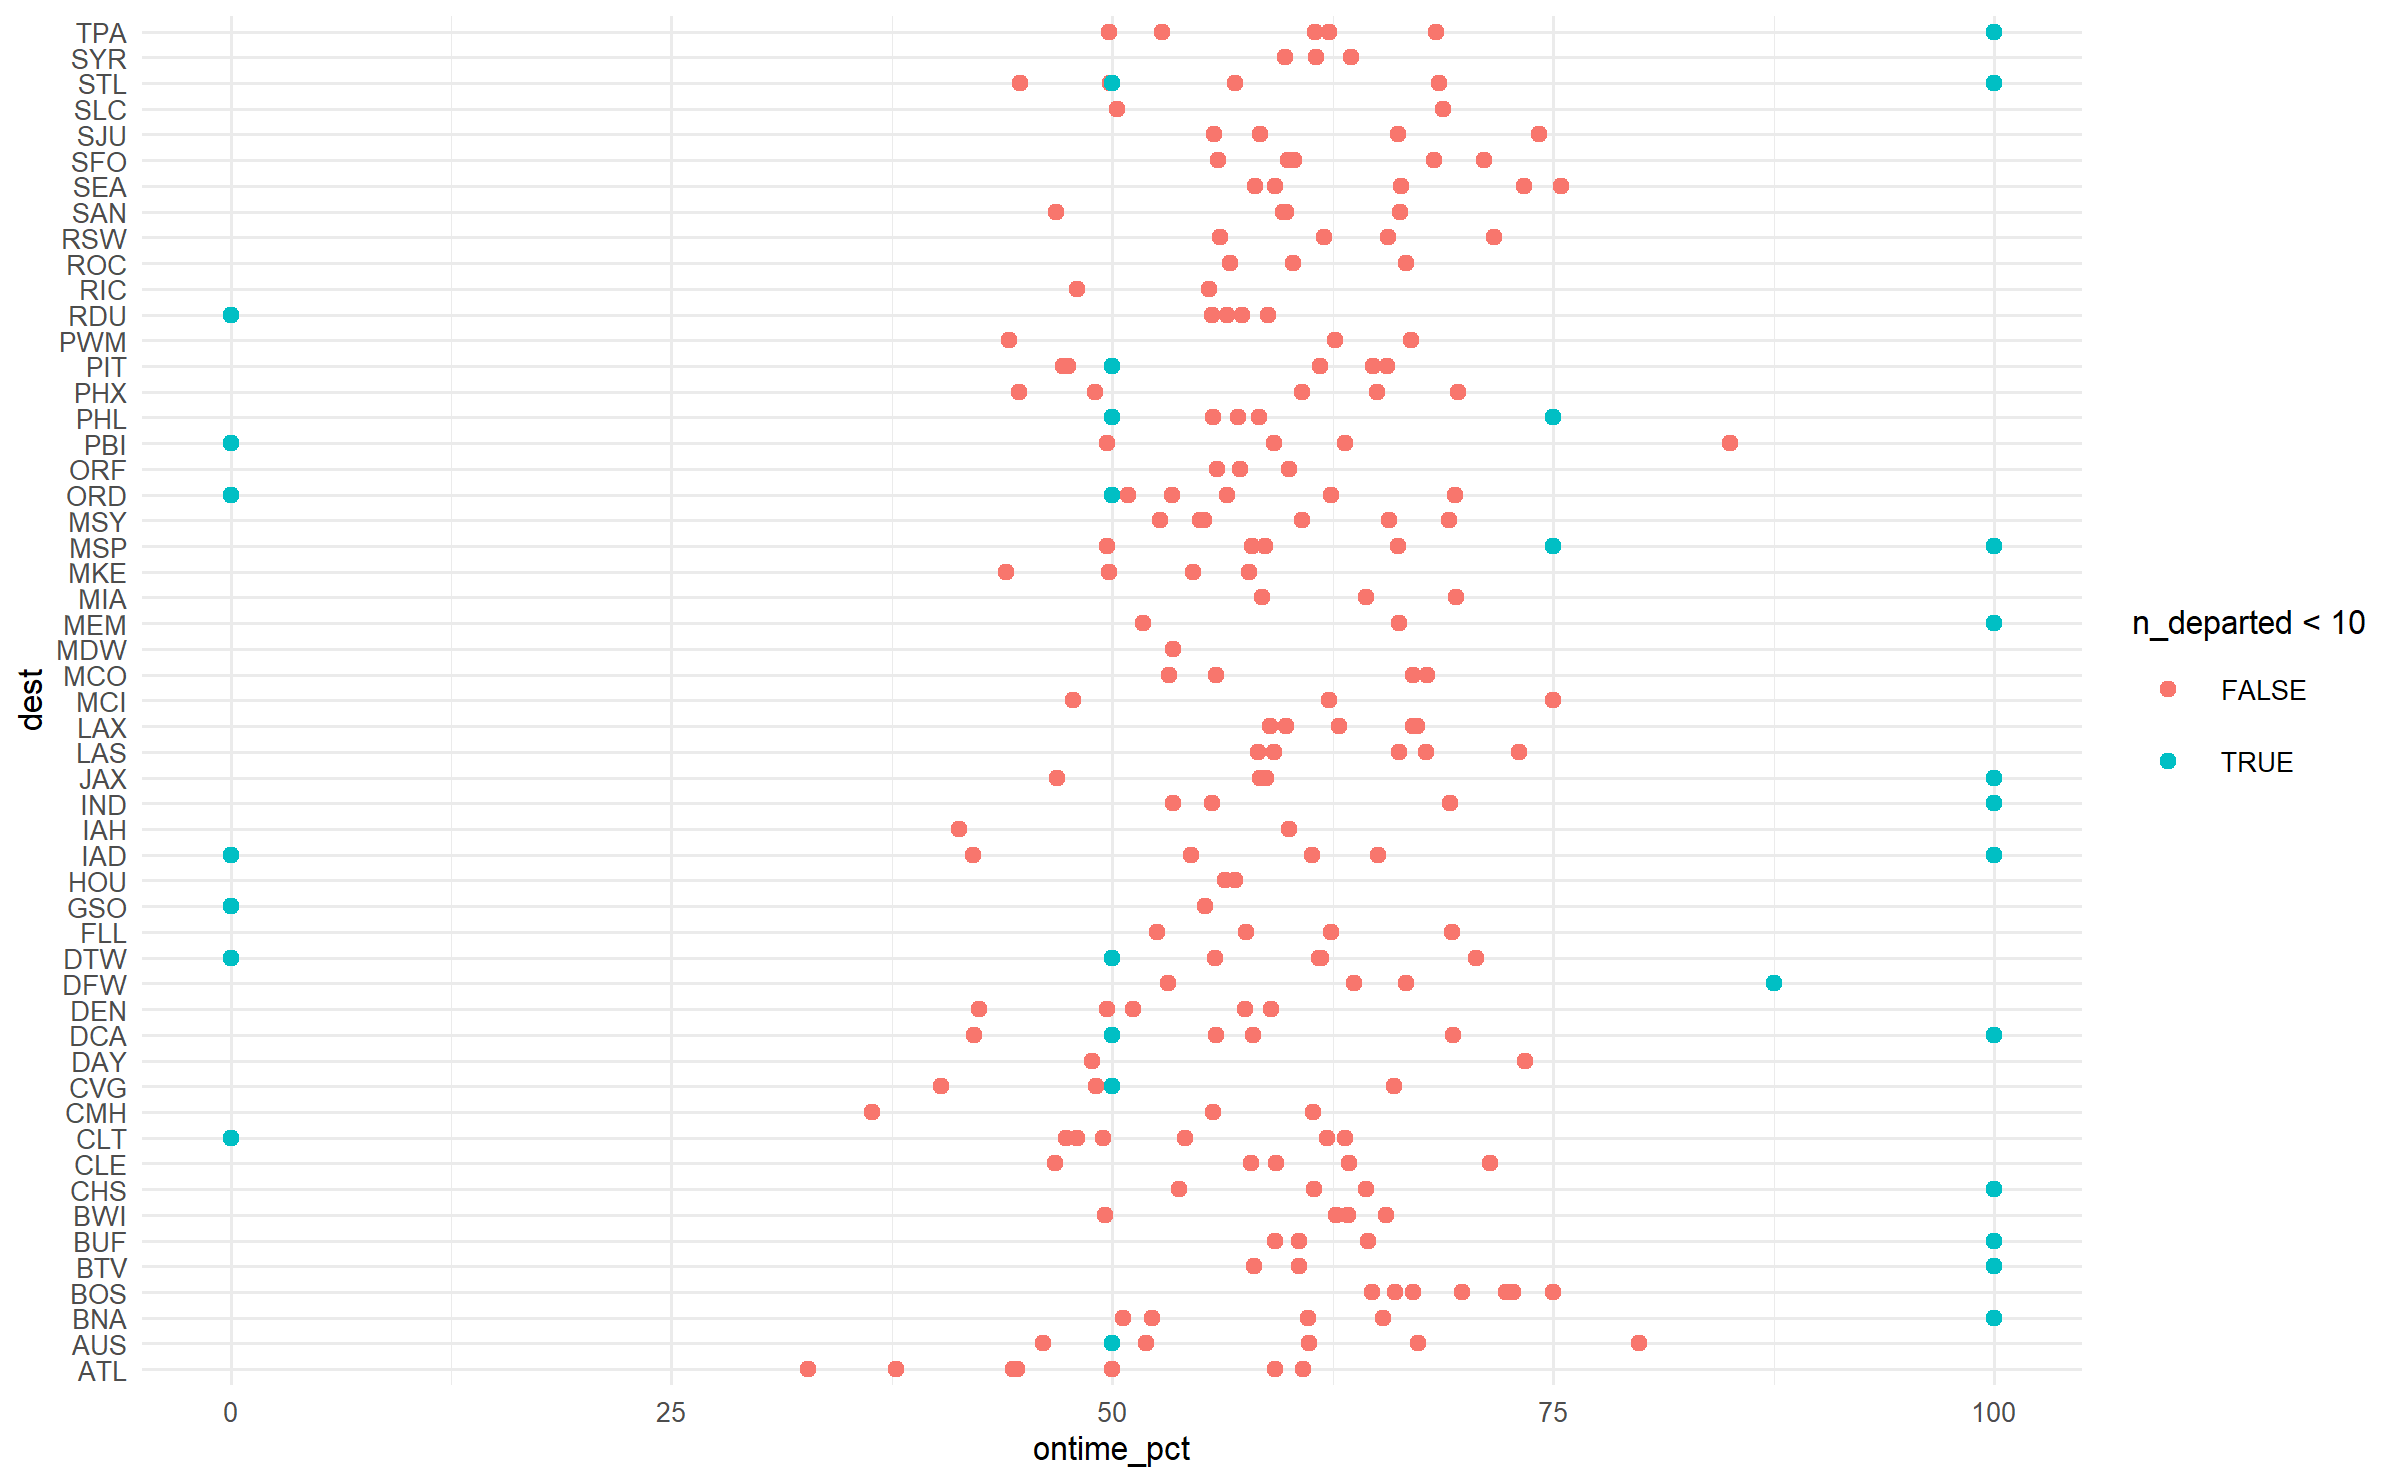 TPA
SYR
STL
SLC
SJU
SFO
SEA
SAN
RSW
ROC
RIC
RDU
PWM
PIT
PHX
PHL
PBI
ORF
ORD
MSY
MSP
MKE
MIA
MEM
MDW
MCO
MCI
LAX
LAS
JAX
IND
IAH
IAD
HOU
GSO
FLL
DTW
DFW
DEN
DCA
DAY
CVG
CMH
CLT
CLE
CHS
BWI
BUF
BTV
BOS
BNA
AUS
ATL
dest
0 25 50 75 100
ontime_pct
n_departed < 10
FALSE
TRUE